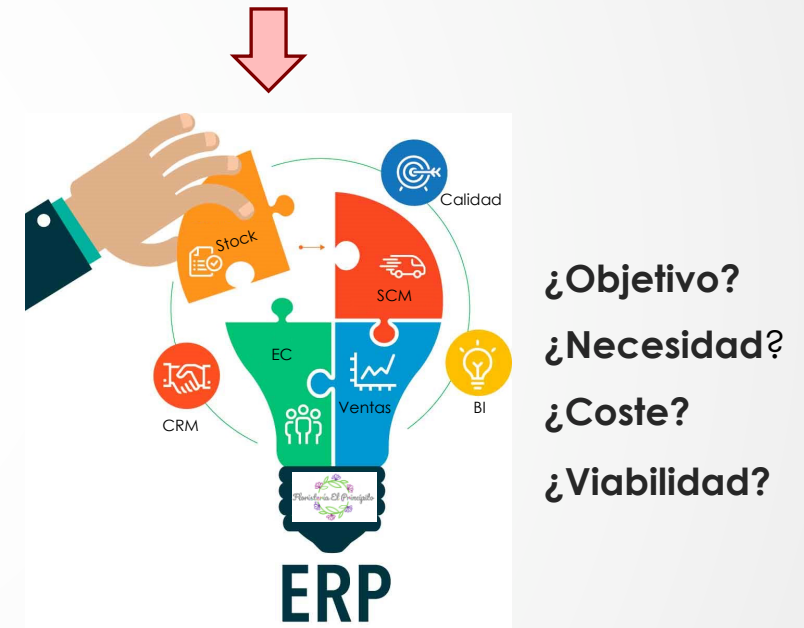 Calidad
Stock
SCM
EC
Ventas
BI
CRM
Floristería El Principito
ERP
¿Objetivo?
¿Necesidad?
¿Coste?
¿Viabilidad?